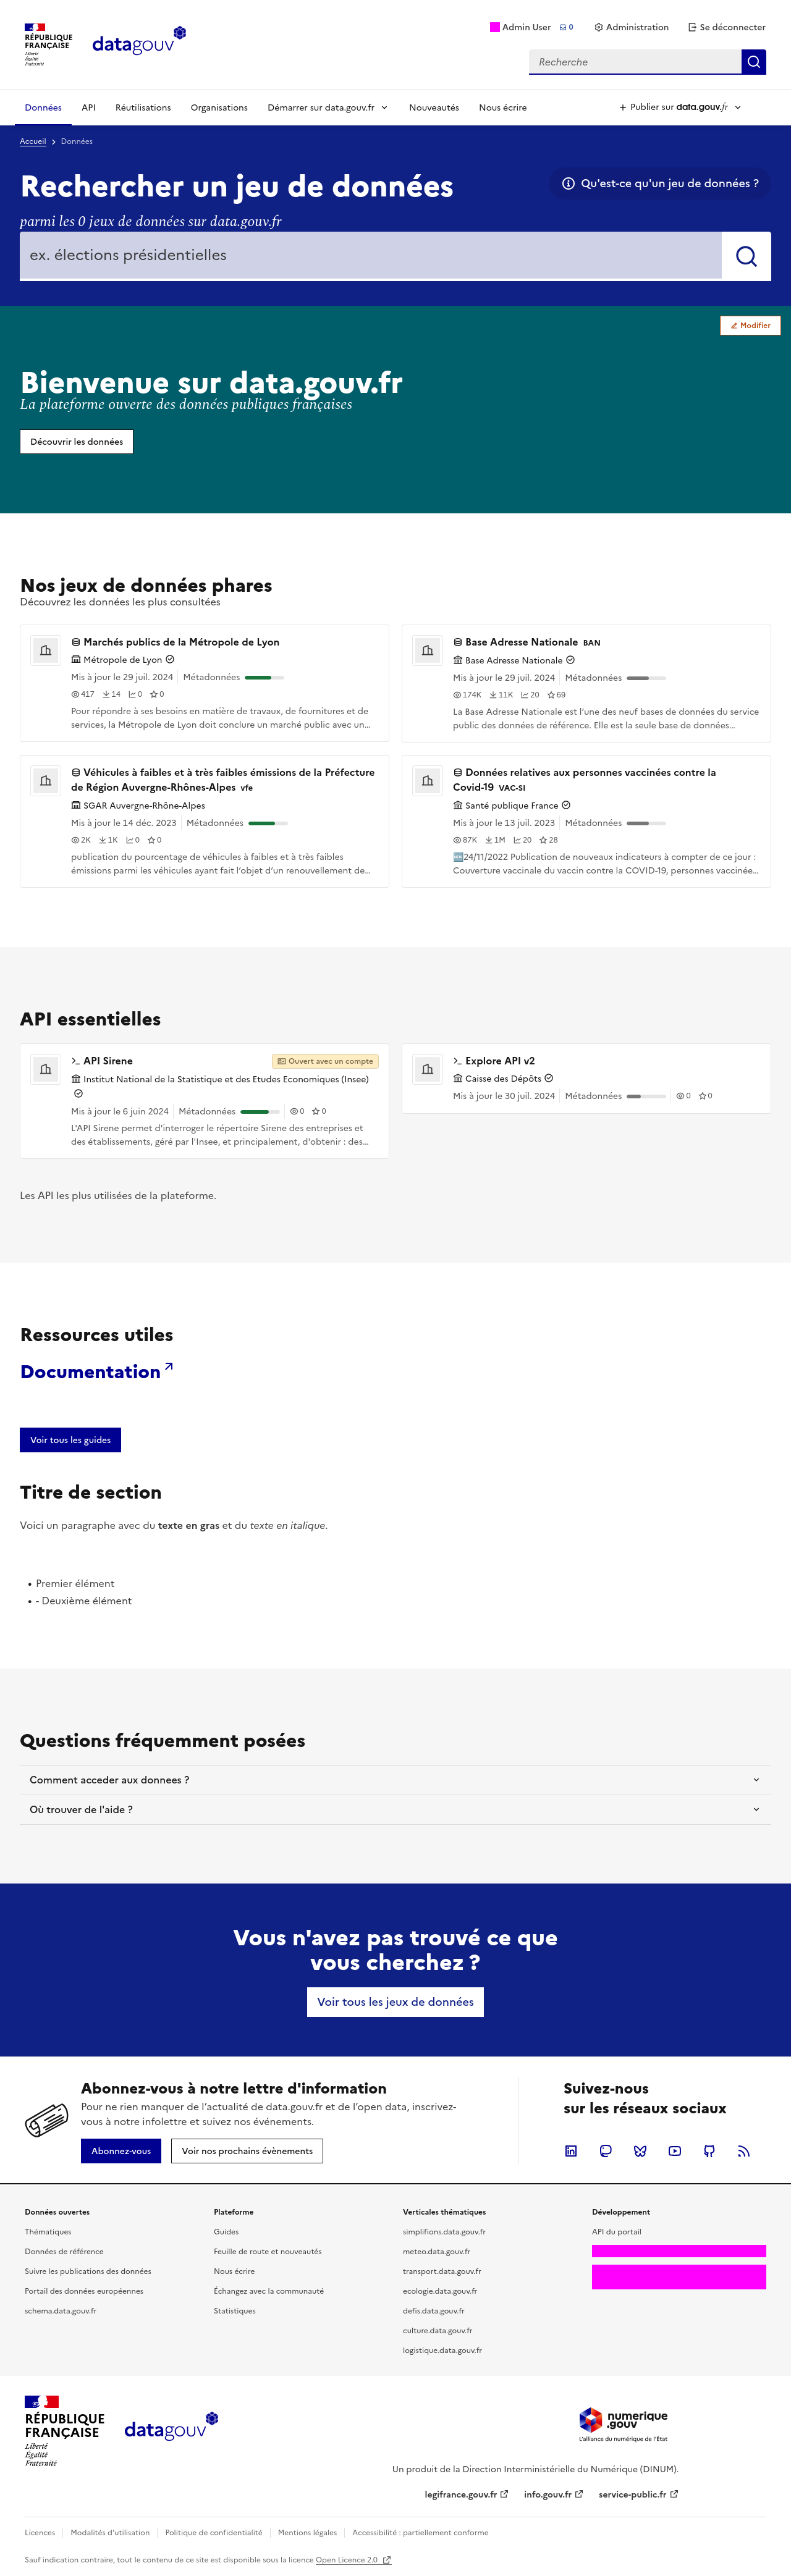 RÉPUBLIQUE
FRANÇAISE
Liberté
Égalité
Fraternité
datagouv
Admin User
0
Administration
Se déconnecter
Recherche
Données
API
Réutilisations
Organisations
Démarrer sur data.gouv.fr
Nouveautés
Nous écrire
Publier sur data.gouv.fr
Accueil
Données
Rechercher un jeu de données
Qu'est-ce qu'un jeu de données ?
parmi les 0 jeux de données sur data.gouv.fr
ex. élections présidentielles
Modifier
Bienvenue sur data.gouv.fr
La plateforme ouverte des données publiques françaises
Découvrir les données
Nos jeux de données phares
Découvrez les données les plus consultées
Marchés publics de la Métropole de Lyon
Métropole de Lyon
Mis à jour le 29 juil. 2024 Métadonnées
417 14 0 0
Pour répondre à ses besoins en matière de travaux, de fournitures et de
services, la Métropole de Lyon doit conclure un marché public avec un...
Base Adresse Nationale BAN
Base Adresse Nationale
Mis à jour le 29 juil. 2024 Métadonnées
174K 11K 20 69
La Base Adresse Nationale est l'une des neuf bases de données du service
public des données de référence. Elle est la seule base de données...
Véhicules à faibles et à très faibles émissions de la Préfecture
de Région Auvergne-Rhônes-Alpes vfe
SGAR Auvergne-Rhône-Alpes
Mis à jour le 14 déc. 2023 Métadonnées
2K 1K 0 0
publication du pourcentage de véhicules à faibles et à très faibles
émissions parmi les véhicules ayant fait l'objet d'un renouvellement de...
Données relatives aux personnes vaccinées contre la
Covid-19 VAC-SI
Santé publique France
Mis à jour le 13 juil. 2023 Métadonnées
87K 1M 20 28
🆕24/11/2022 Publication de nouveaux indicateurs à compter de ce jour :
Couverture vaccinale du vaccin contre la COVID-19, personnes vaccinée...
API essentielles
API Sirene
Ouvert avec un compte
Institut National de la Statistique et des Etudes Economiques (Insee)
Mis à jour le 6 juin 2024 Métadonnées 0 0
L'API Sirene permet d'interroger le répertoire Sirene des entreprises et
des établissements, géré par l'Insee, et principalement, d'obtenir : des...
Explore API v2
Caisse des Dépôts
Mis à jour le 30 juil. 2024 Métadonnées 0 0
Les API les plus utilisées de la plateforme.
Ressources utiles
Documentation
Voir tous les guides
Titre de section
Voici un paragraphe avec du texte en gras et du texte en italique.
• Premier élément
• - Deuxième élément
Questions fréquemment posées
Comment acceder aux donnees ?
Où trouver de l'aide ?
Vous n'avez pas trouvé ce que
vous cherchez ?
Voir tous les jeux de données
Abonnez-vous à notre lettre d'information
Pour ne rien manquer de l'actualité de data.gouv.fr et de l'open data, inscrivez-
vous à notre infolettre et suivez nos événements.
Abonnez-vous
Voir nos prochains évènements
Suivez-nous
sur les réseaux sociaux
Données ouvertes
Thématiques
Données de référence
Suivre les publications des données
Portail des données européennes
schema.data.gouv.fr
Plateforme
Guides
Feuille de route et nouveautés
Nous écrire
Échangez avec la communauté
Statistiques
Verticales thématiques
simplifions.data.gouv.fr
meteo.data.gouv.fr
transport.data.gouv.fr
ecologie.data.gouv.fr
defis.data.gouv.fr
culture.data.gouv.fr
logistique.data.gouv.fr
Développement
API du portail
RÉPUBLIQUE
FRANÇAISE
Liberté
Égalité
Fraternité
datagouv
numerique
.gouv
L'alliance du numérique de l'État
Un produit de la Direction Interministérielle du Numérique (DINUM).
legifrance.gouv.fr
info.gouv.fr
service-public.fr
Licences
Modalités d'utilisation
Politique de confidentialité
Mentions légales
Accessibilité : partiellement conforme
Sauf indication contraire, tout le contenu de ce site est disponible sous la licence Open Licence 2.0